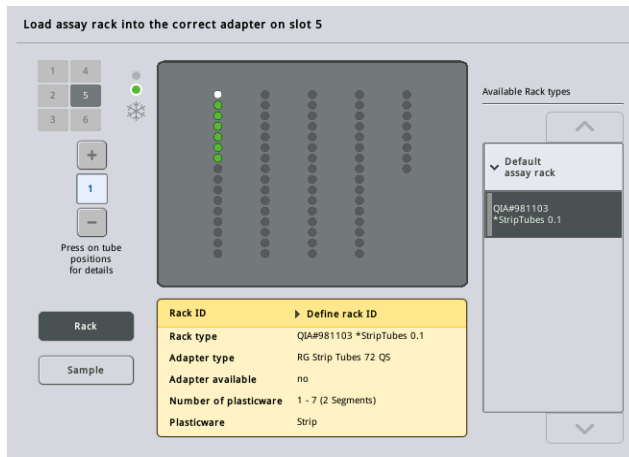 Load assay rack into the correct adapter on slot 5
1 4
2 5
3 6
+
1
−
Press on tube
positions
for details
Rack
Sample
Available Rack types
Default
assay rack
QIA#981103
*StripTubes 0.1
Rack ID Define rack ID
Rack type QIA#981103 *StripTubes 0.1
Adapter type RG Strip Tubes 72 QS
Adapter available no
Number of plasticware 1 - 7 (2 Segments)
Plasticware Strip